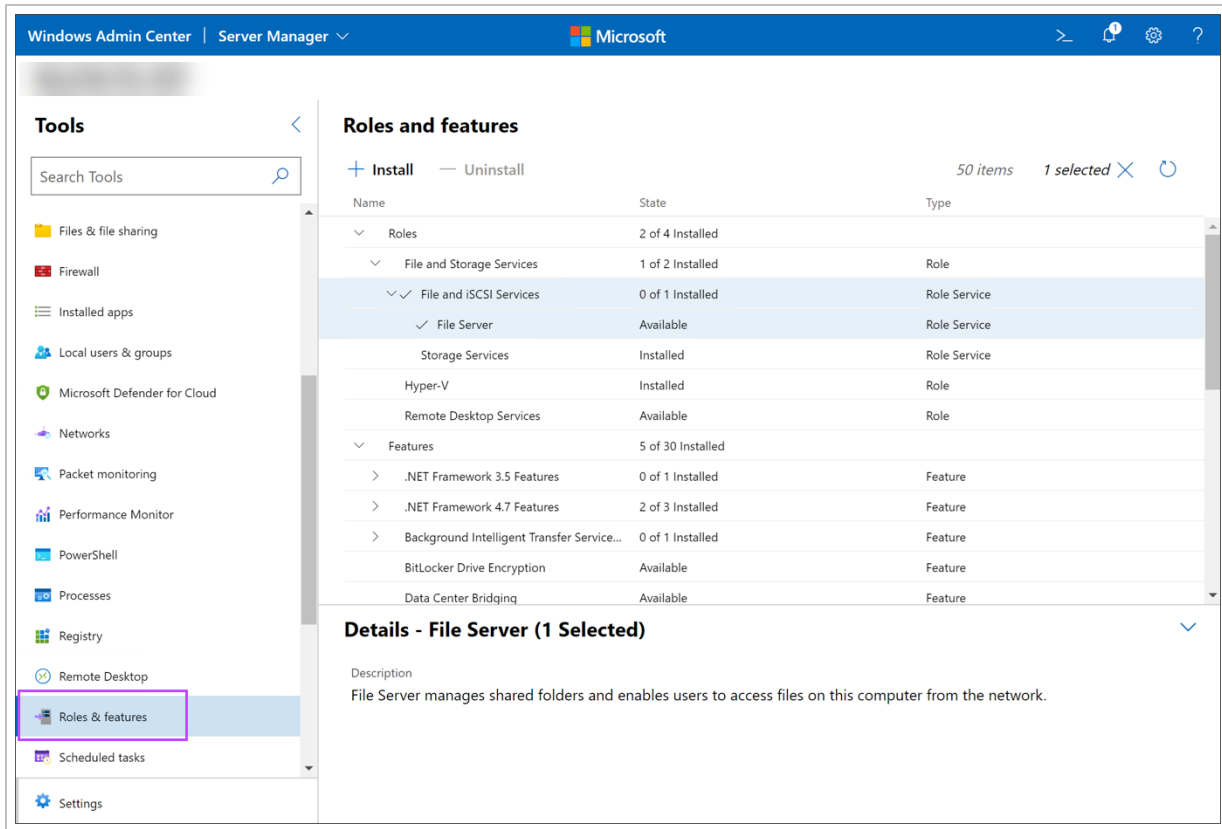 Windows Admin Center | Server Manager
Microsoft
1
Tools
Search Tools
Files & file sharing
Firewall
Installed apps
Local users & groups
Microsoft Defender for Cloud
Networks
Packet monitoring
Performance Monitor
PowerShell
Processes
Registry
Remote Desktop
Roles & features
Scheduled tasks
Settings
Roles and features
Install Uninstall 50 items 1 selected
Name State Type
Roles 2 of 4 Installed
File and Storage Services 1 of 2 Installed Role
File and iSCSI Services 0 of 1 Installed Role Service
File Server Available Role Service
Storage Services Installed Role Service
Hyper-V Installed Role
Remote Desktop Services Available Role
Features 5 of 30 Installed
.NET Framework 3.5 Features 0 of 1 Installed Feature
.NET Framework 4.7 Features 2 of 3 Installed Feature
Background Intelligent Transfer Service... 0 of 1 Installed Feature
BitLocker Drive Encryption Available Feature
Data Center Bridging Available Feature
Details - File Server (1 Selected)
Description
File Server manages shared folders and enables users to access files on this computer from the network.